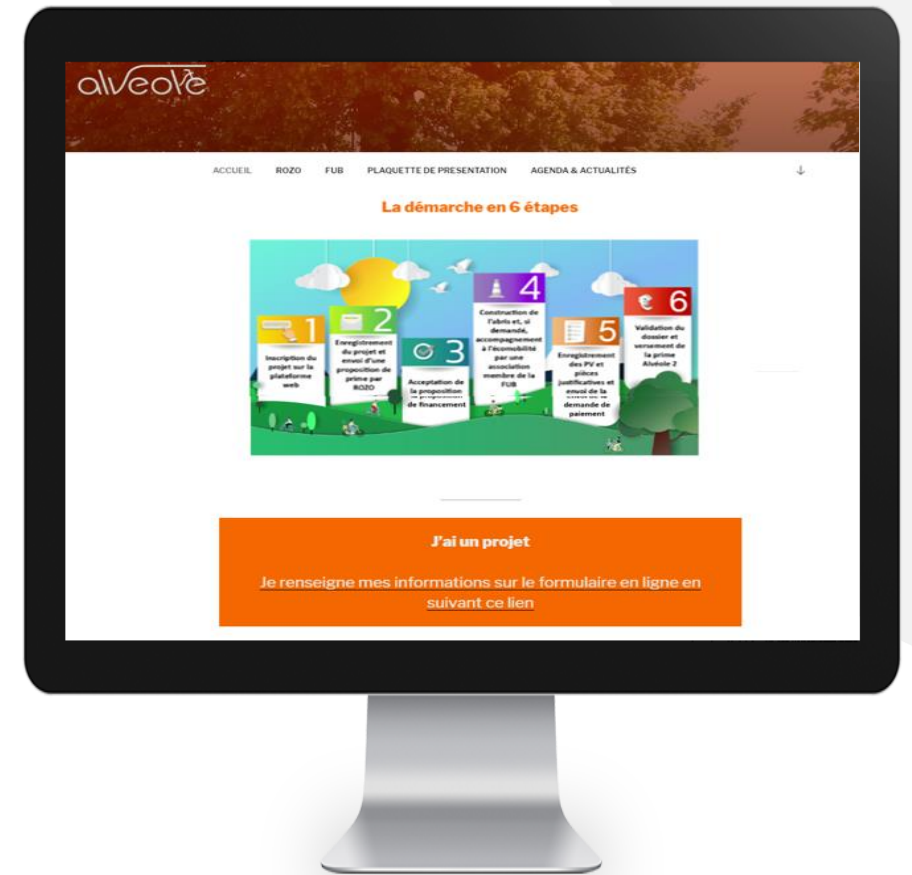 alvéole
ACCUEIL ROZO FUB PLAQUETTE DE PRESENTATION AGENDA & ACTUALITÉS
La démarche en 6 étapes
1
Inscription du
projet sur la
plateforme
web
2
Enregistrement
du projet et
envoi d'une
proposition de
prime par
ROZO
3
Acceptation de
la proposition
de financement
4
Construction de
l'abris et, si
demandé,
accompagnement
à l'écomobilité
par une
association
membre de la
FUB
5
Enregistrement
des PV et
pièces
justificatives et
envoi de la
demande de
paiement
€ 6
Validation du
dossier et
versement de
la prime
Alvéole 2
J'ai un projet
Je renseigne mes informations sur le formulaire en ligne en
suivant ce lien